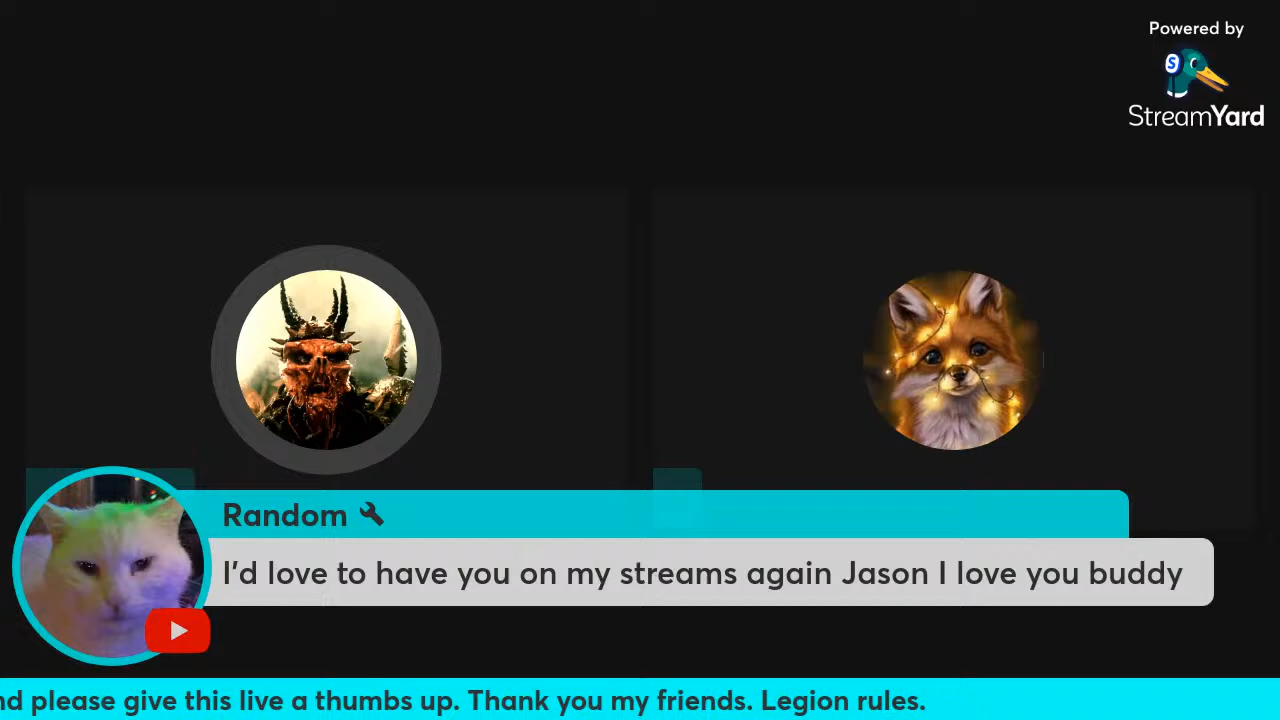 Powered by
StreamYard
Random
I'd love to have you on my streams again Jason I love you buddy
please give this live a thumbs up. Thank you my friends. Legion rules.